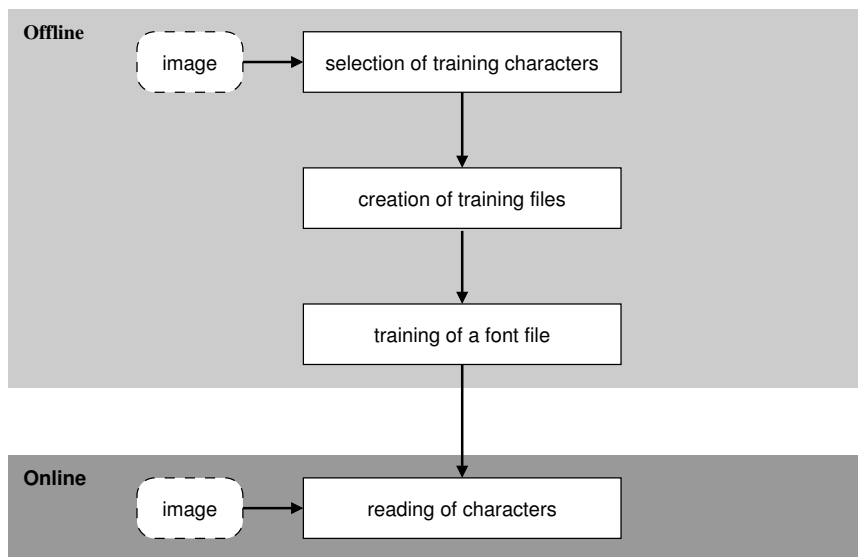 Offline
image
selection of training characters
creation of training files
training of a font file
Online
image
reading of characters